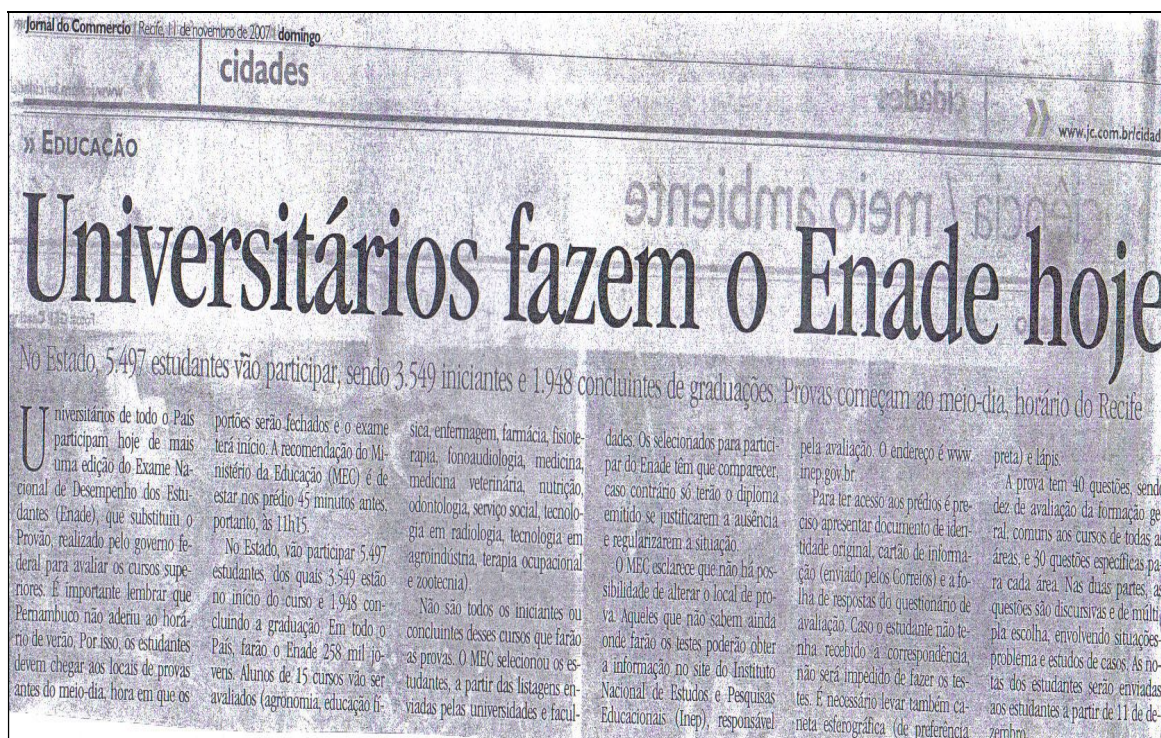 Jornal do Commercio | Recife, 11 de novembro de 2007 | domingo
cidades
www.jc.com.br/cidad
» EDUCAÇÃO
Universitários fazem o Enade hoje
No Estado, 5.497 estudantes vão participar, sendo 3.549 iniciantes e 1.948 concluintes de graduações. Provas começam ao meio-dia, horário do Recife
Universitários de todo o País
participam hoje de mais
uma edição do Exame Na-
cional de Desempenho dos Estu-
dantes (Enade), que substituiu o
Provão, realizado pelo governo fe-
deral para avaliar os cursos supe-
riores. É importante lembrar que
Pernambuco não aderiu ao horá-
rio de verão. Por isso, os estudantes
devem chegar aos locais de provas
antes do meio-dia, hora em que os
portões serão fechados e o exame
terá início. A recomendação do Mi-
nistério da Educação (MEC) é de
estar nos prédio 45 minutos antes,
portanto, às 11h15.
No Estado, vão participar 5.497
estudantes, dos quais 3.549 estão
no início do curso e 1.948 con-
cluindo a graduação. Em todo o
País, farão o Enade 258 mil jo-
vens. Alunos de 15 cursos vão ser
avaliados (agronomia, educação fí-
sica, enfermagem, farmácia, fisiote-
rapia, fonoaudiologia, medicina,
medicina veterinária, nutrição,
odontologia, serviço social, tecnolo-
gia em radiologia, tecnologia em
agroindústria, terapia ocupacional
e zootecnia).
Não são todos os iniciantes ou
concluintes desses cursos que farão
as provas. O MEC selecionou os es-
tudantes, a partir das listagens en-
viadas pelas universidades e facul-
dades. Os selecionados para partici-
par do Enade têm que comparecer,
caso contrário só terão o diploma
emitido se justificarem a ausência
e regularizarem a situação.
O MEC esclarece que não há pos-
sibilidade de alterar o local de pro-
va. Aqueles que não sabem ainda
onde farão os testes poderão obter
a informação no site do Instituto
Nacional de Estudos e Pesquisas
Educacionais (Inep), responsável
pela avaliação. O endereço é www.
inep.gov.br.
Para ter acesso aos prédios é pre-
ciso apresentar documento de iden-
tidade original, cartão de informa-
ção (enviado pelos Correios) e a fo-
lha de respostas do questionário de
avaliação. Caso o estudante não te-
nha recebido a correspondência,
não será impedido de fazer os tes-
tes. É necessário levar também ca-
neta esferográfica (de preferência
preta) e lápis.
A prova tem 40 questões, sendo
dez de avaliação da formação ge-
ral, comuns aos cursos de todas as
áreas, e 30 questões específicas pa-
ra cada área. Nas duas partes, as
questões são discursivas e de múlti-
pla escolha, envolvendo situações-
problema e estudos de casos. As no-
tas dos estudantes serão enviadas
aos estudantes a partir de 11 de de-
zembro.